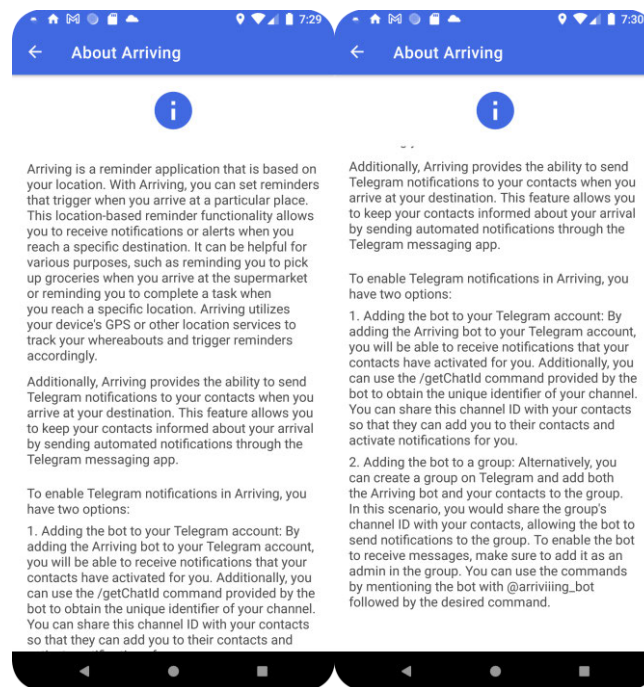 7:29
About Arriving
Arriving is a reminder application that is based on
your location. With Arriving, you can set reminders
that trigger when you arrive at a particular place.
This location-based reminder functionality allows
you to receive notifications or alerts when you
reach a specific destination. It can be helpful for
various purposes, such as reminding you to pick
up groceries when you arrive at the supermarket
or reminding you to complete a task when
you reach a specific location. Arriving utilizes
your device's GPS or other location services to
track your whereabouts and trigger reminders
accordingly.
Additionally, Arriving provides the ability to send
Telegram notifications to your contacts when you
arrive at your destination. This feature allows you
to keep your contacts informed about your arrival
by sending automated notifications through the
Telegram messaging app.
To enable Telegram notifications in Arriving, you
have two options:
1. Adding the bot to your Telegram account: By
adding the Arriving bot to your Telegram account,
you will be able to receive notifications that your
contacts have activated for you. Additionally, you
can use the /getChatId command provided by the
bot to obtain the unique identifier of your channel.
You can share this channel ID with your contacts
so that they can add you to their contacts and
7:30
About Arriving
Additionally, Arriving provides the ability to send
Telegram notifications to your contacts when you
arrive at your destination. This feature allows you
to keep your contacts informed about your arrival
by sending automated notifications through the
Telegram messaging app.
To enable Telegram notifications in Arriving, you
have two options:
1. Adding the bot to your Telegram account: By
adding the Arriving bot to your Telegram account,
you will be able to receive notifications that your
contacts have activated for you. Additionally, you
can use the /getChatId command provided by the
bot to obtain the unique identifier of your channel.
You can share this channel ID with your contacts
so that they can add you to their contacts and
activate notifications for you.
2. Adding the bot to a group: Alternatively, you
can create a group on Telegram and add both
the Arriving bot and your contacts to the group.
In this scenario, you would share the group's
channel ID with your contacts, allowing the bot to
send notifications to the group. To enable the bot
to receive messages, make sure to add it as an
admin in the group. You can use the commands
by mentioning the bot with @arriviiing_bot
followed by the desired command.